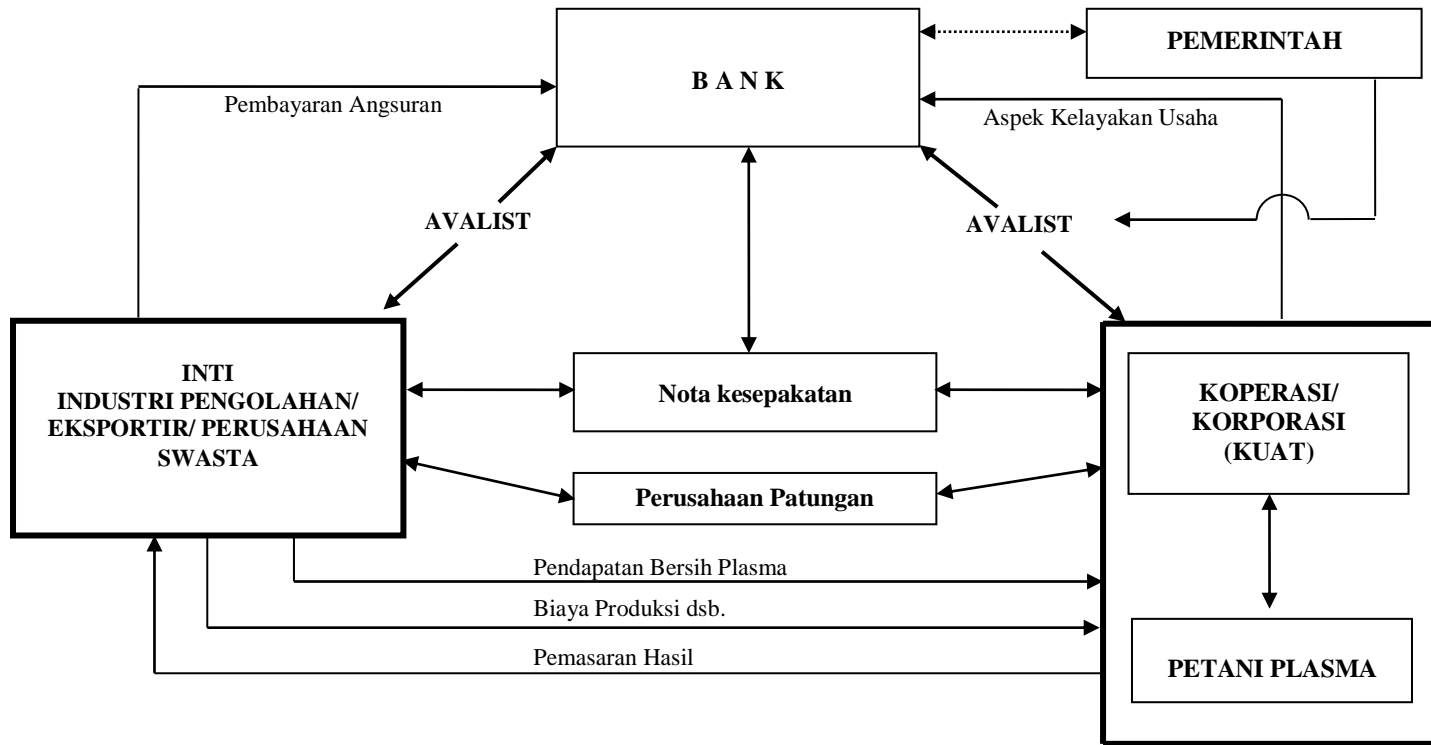 B A N K
PEMERINTAH
Pembayaran Angsuran
Aspek Kelayakan Usaha
AVALIST
AVALIST
INTI
INDUSTRI PENGOLAHAN/
EKSPORTIR/ PERUSAHAAN
SWASTA
Nota kesepakatan
KOPERASI/
KORPORASI
(KUAT)
Perusahaan Patungan
Pendapatan Bersih Plasma
Biaya Produksi dsb.
Pemasaran Hasil
PETANI PLASMA